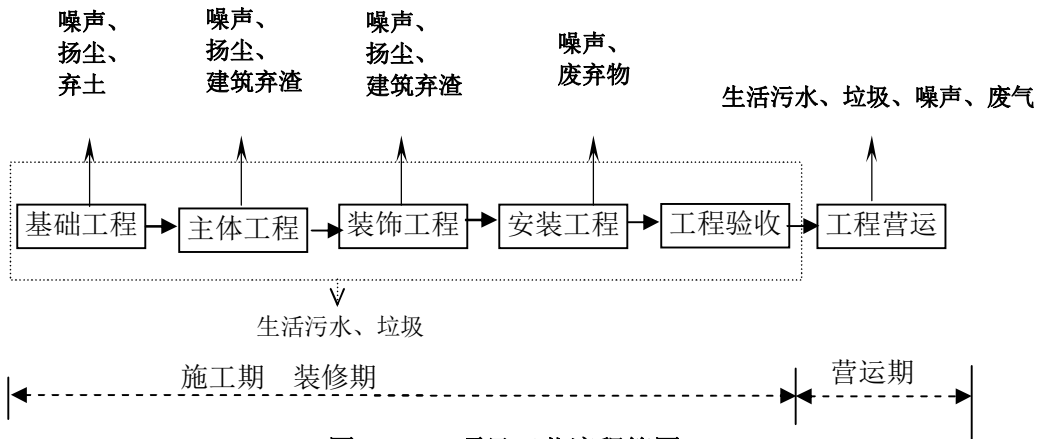 噪声、
扬尘、
弃土
噪声、
扬尘、
建筑弃渣
噪声、
扬尘、
建筑弃渣
噪声、
废弃物
生活污水、垃圾、噪声、废气
基础工程
主体工程
装饰工程
安装工程
工程验收
工程营运
生活污水、垃圾
施工期 装修期
营运期